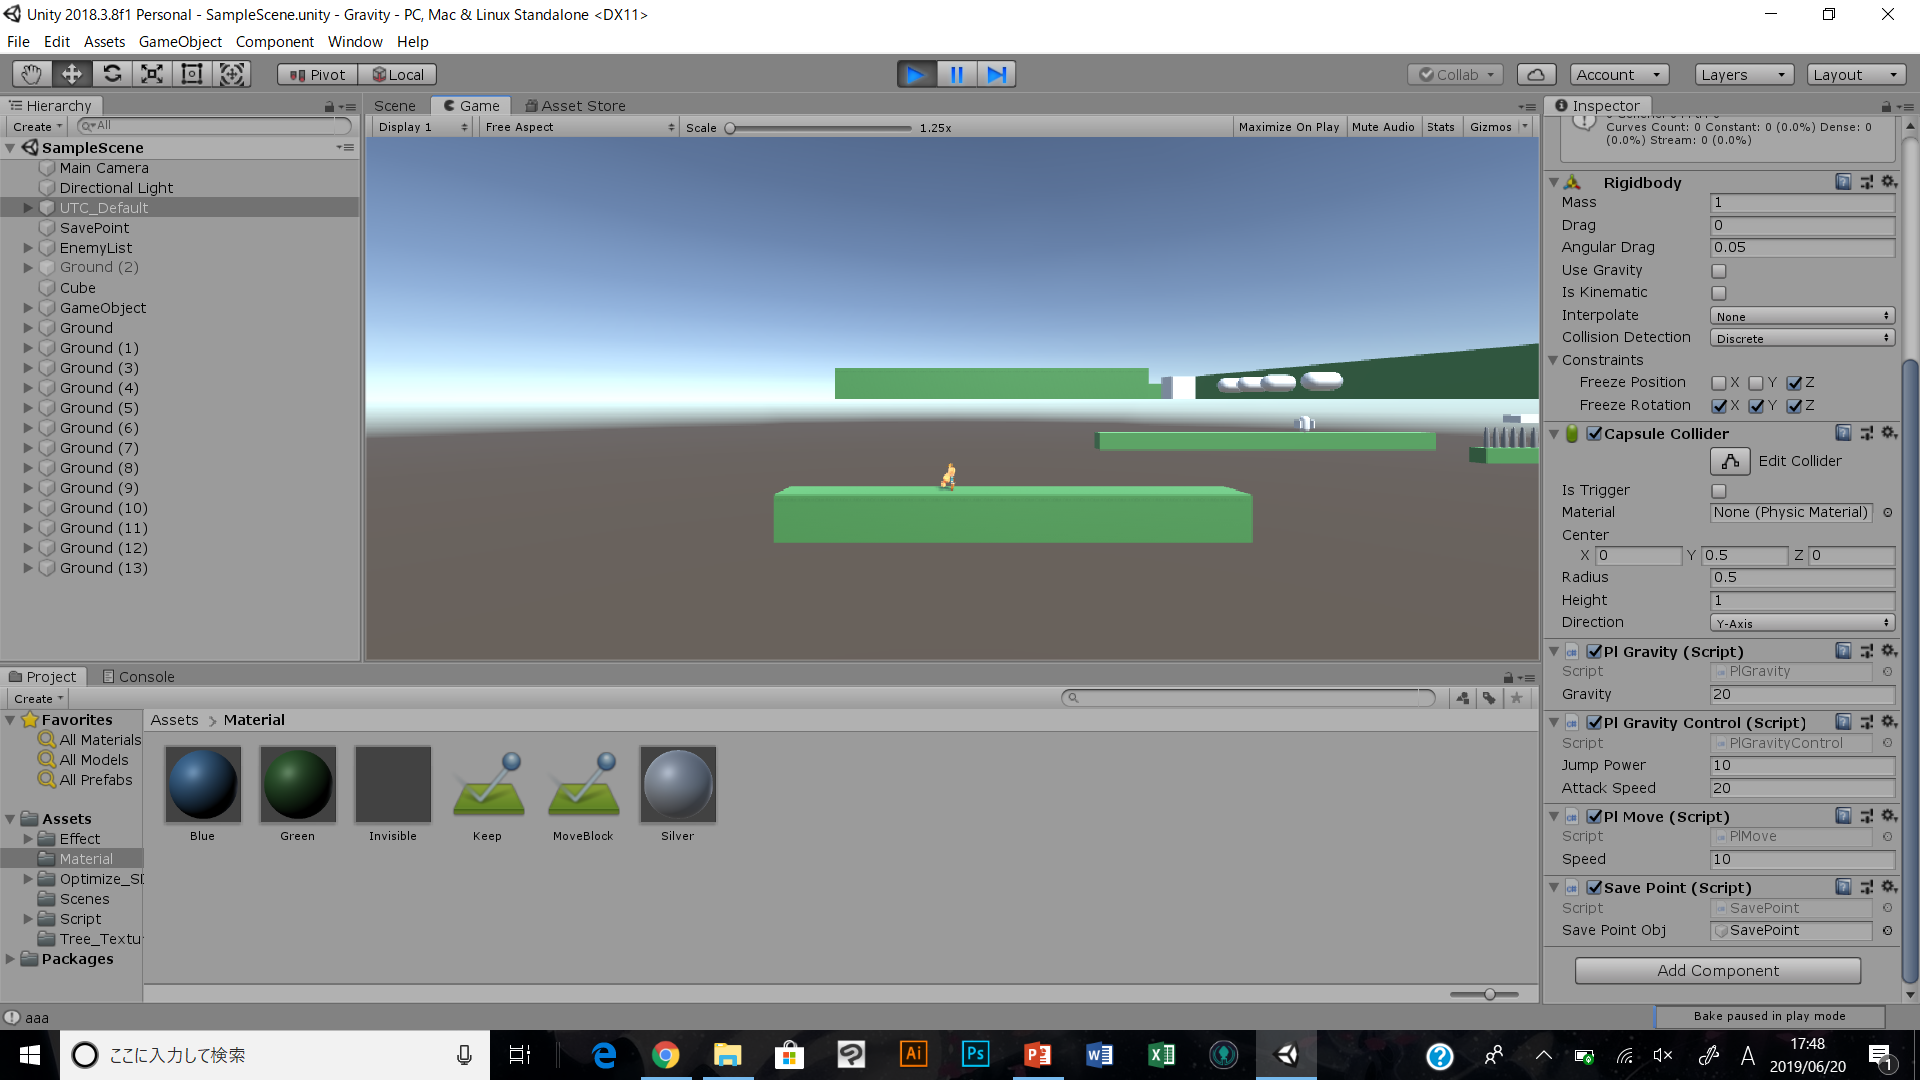 Unity 2018.3.8f1 Personal - SampleScene.unity - Gravity - PC, Mac & Linux Standalone <DX11>
File Edit Assets GameObject Component Window Help
Pivot Local Collab Account Layers Layout
Hierarchy
Create All
SampleScene
Main Camera
Directional Light
UTC_Default
SavePoint
EnemyList
Ground (2)
Cube
GameObject
Ground
Ground (1)
Ground (3)
Ground (4)
Ground (5)
Ground (6)
Ground (7)
Ground (8)
Ground (9)
Ground (10)
Ground (11)
Ground (12)
Ground (13)
Scene Game Asset Store
Display 1 Free Aspect Scale 1.25x Maximize On Play Mute Audio Stats Gizmos
Inspector
Curves Count: 0 Constant: 0 (0.0%) Dense: 0
(0.0%) Stream: 0 (0.0%)
Rigidbody
Mass 1
Drag 0
Angular Drag 0.05
Use Gravity
Is Kinematic
Interpolate None
Collision Detection Discrete
Constraints
Freeze Position X Y Z
Freeze Rotation X Y Z
Capsule Collider
Edit Collider
Is Trigger
Material None (Physic Material)
Center
X 0 Y 0.5 Z 0
Radius 0.5
Height 1
Direction Y-Axis
Pl Gravity (Script)
Script PlGravity
Gravity 20
Pl Gravity Control (Script)
Script PlGravityControl
Jump Power 10
Attack Speed 20
Pl Move (Script)
Script PlMove
Speed 10
Save Point (Script)
Script SavePoint
Save Point Obj SavePoint
Add Component
Project Console
Create
Favorites
All Materials
All Models
All Prefabs
Assets
Effect
Material
Optimize_SD
Scenes
Script
Tree_Textu
Packages
Assets > Material
Blue Green Invisible Keep MoveBlock Silver
aaa
Bake paused in play mode
ここに入力して検索
Ai Ps
A 17:48
2019/06/20
1